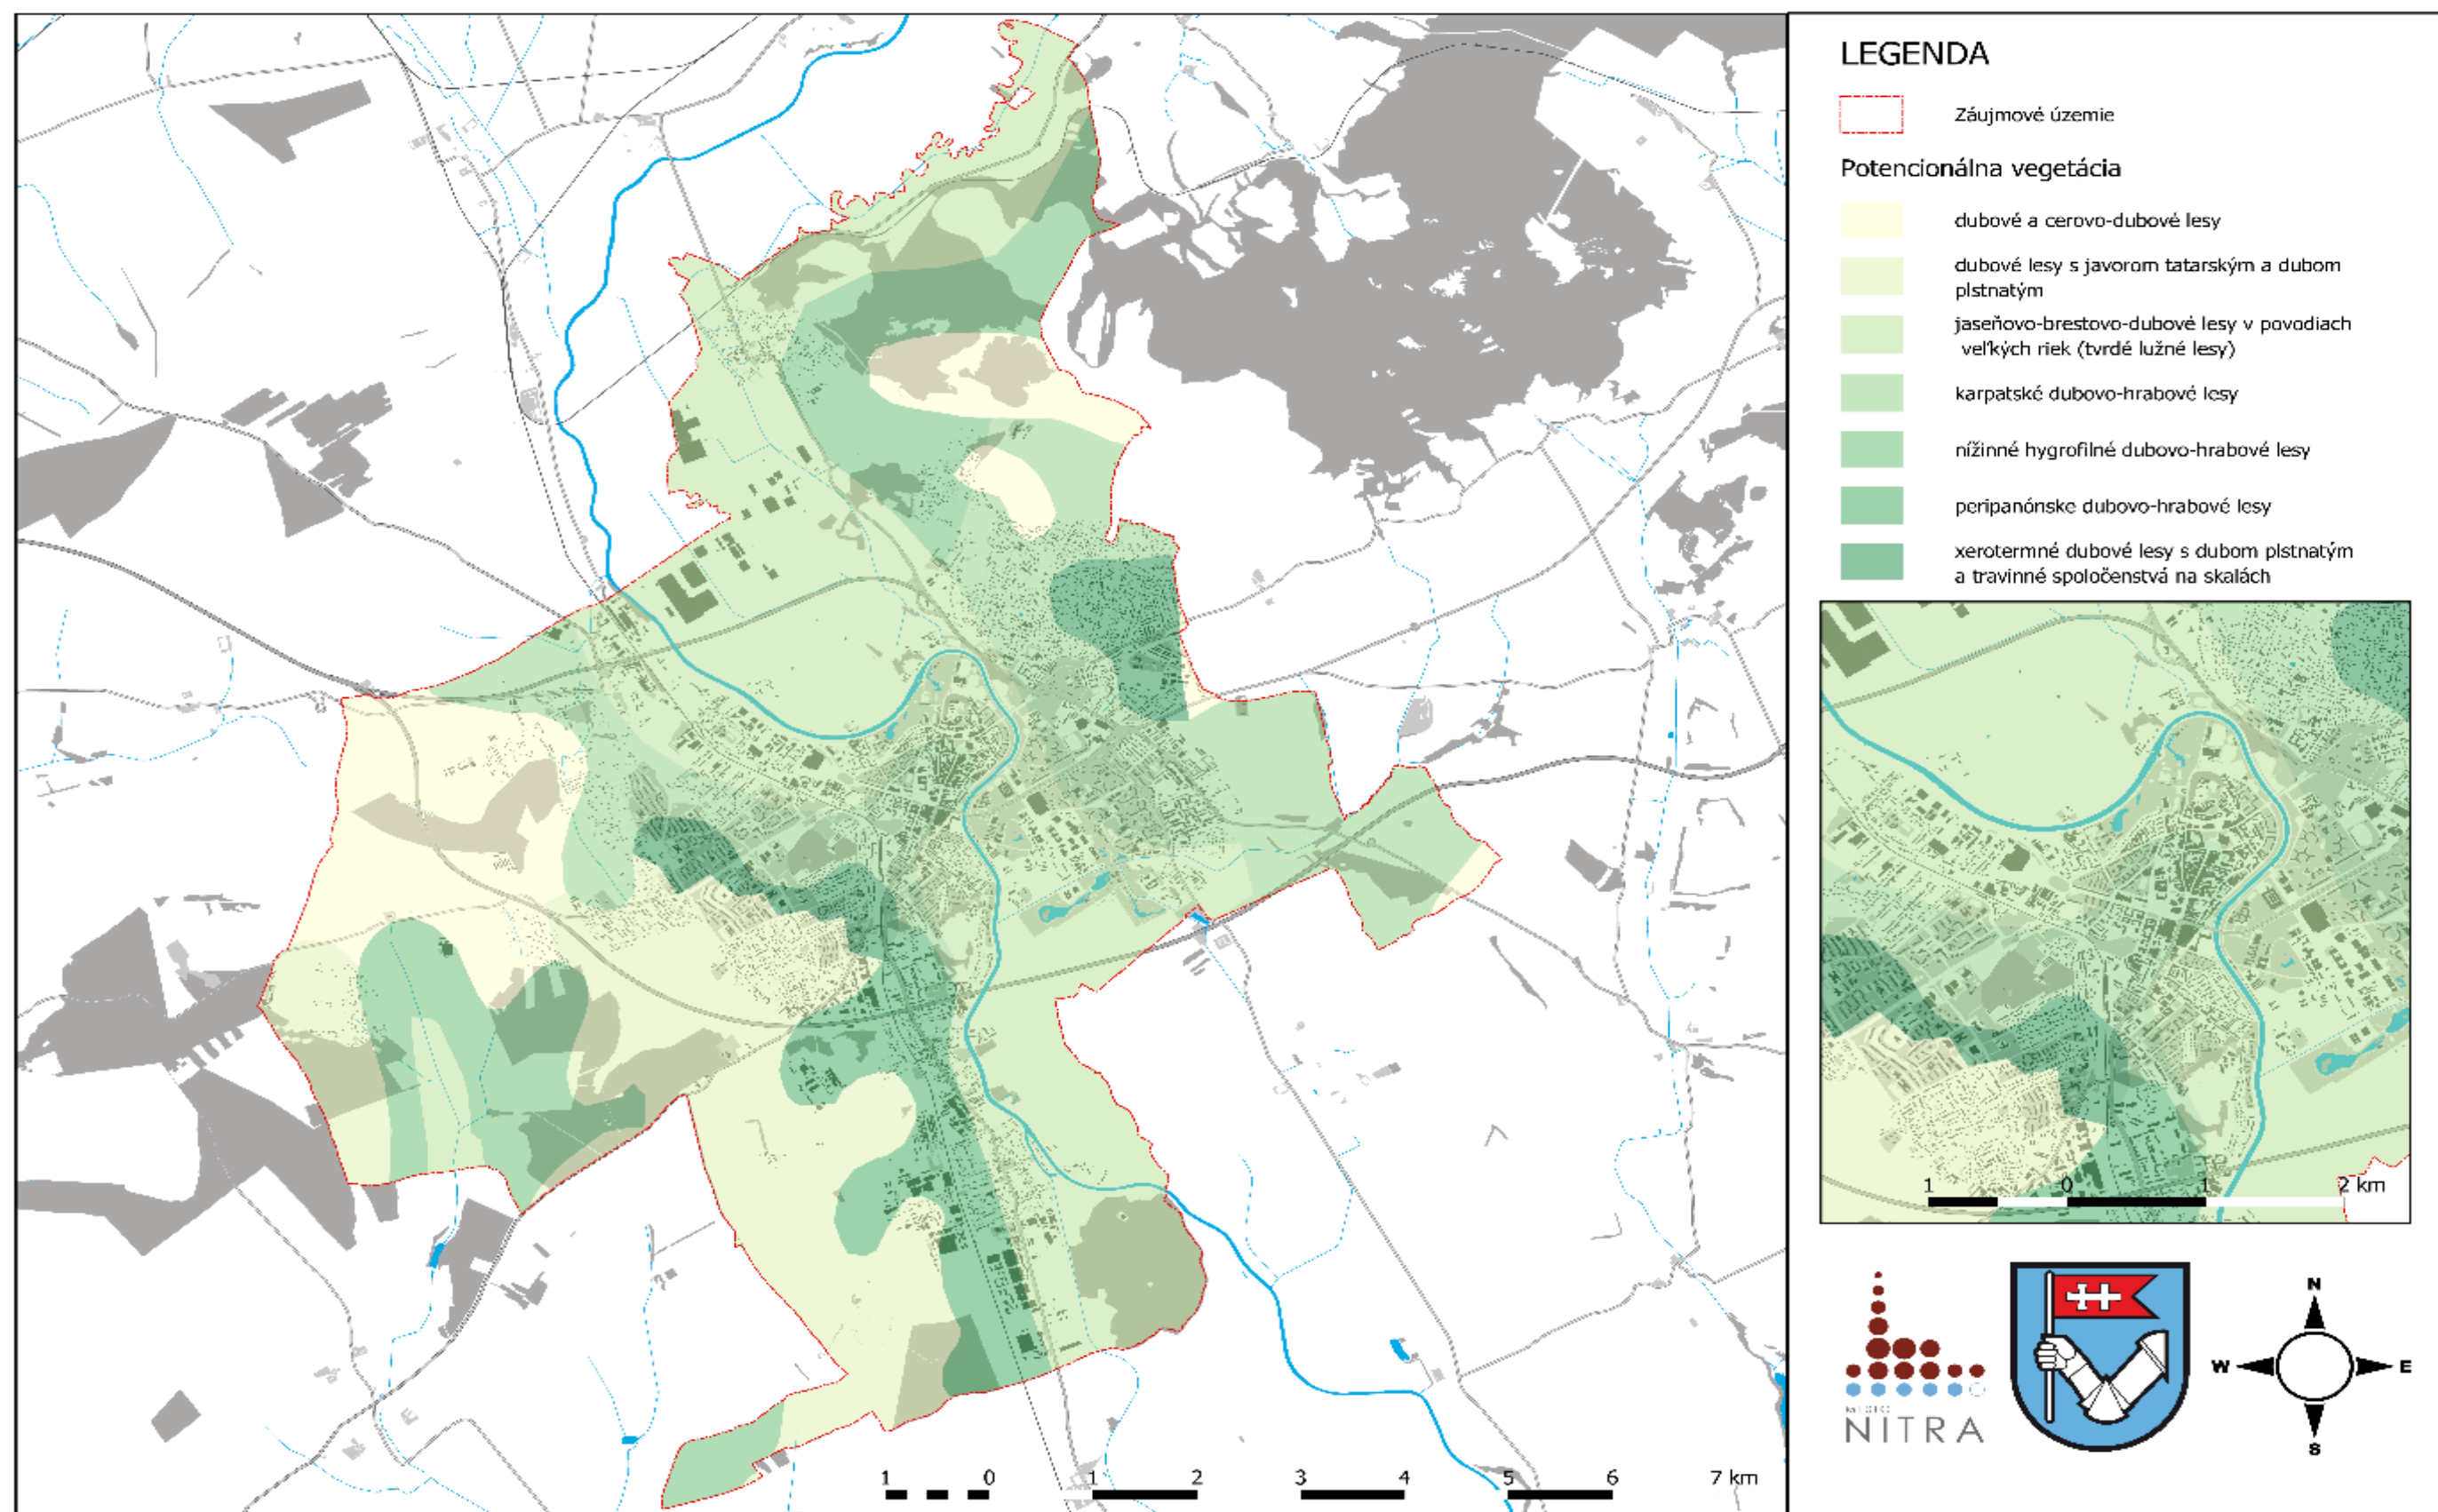 LEGENDA
Záujmové územie
Potencionálna vegetácia
dubové a cerovo-dubové lesy
dubové lesy s javorom tatarským a dubom
plstnatým
jaseňovo-brestovo-dubové lesy v povodiach
veľkých riek (tvrdé lužné lesy)
karpatské dubovo-hrabové lesy
nížinné hygrofilné dubovo-hrabové lesy
peripanónske dubovo-hrabové lesy
xerotermné dubové lesy s dubom plstnatým
a travinné spoločenstvá na skalách
1 0 1 2 km
MESTO
NITRA
N
W E
S
1 0 1 2 3 4 5 6 7 km